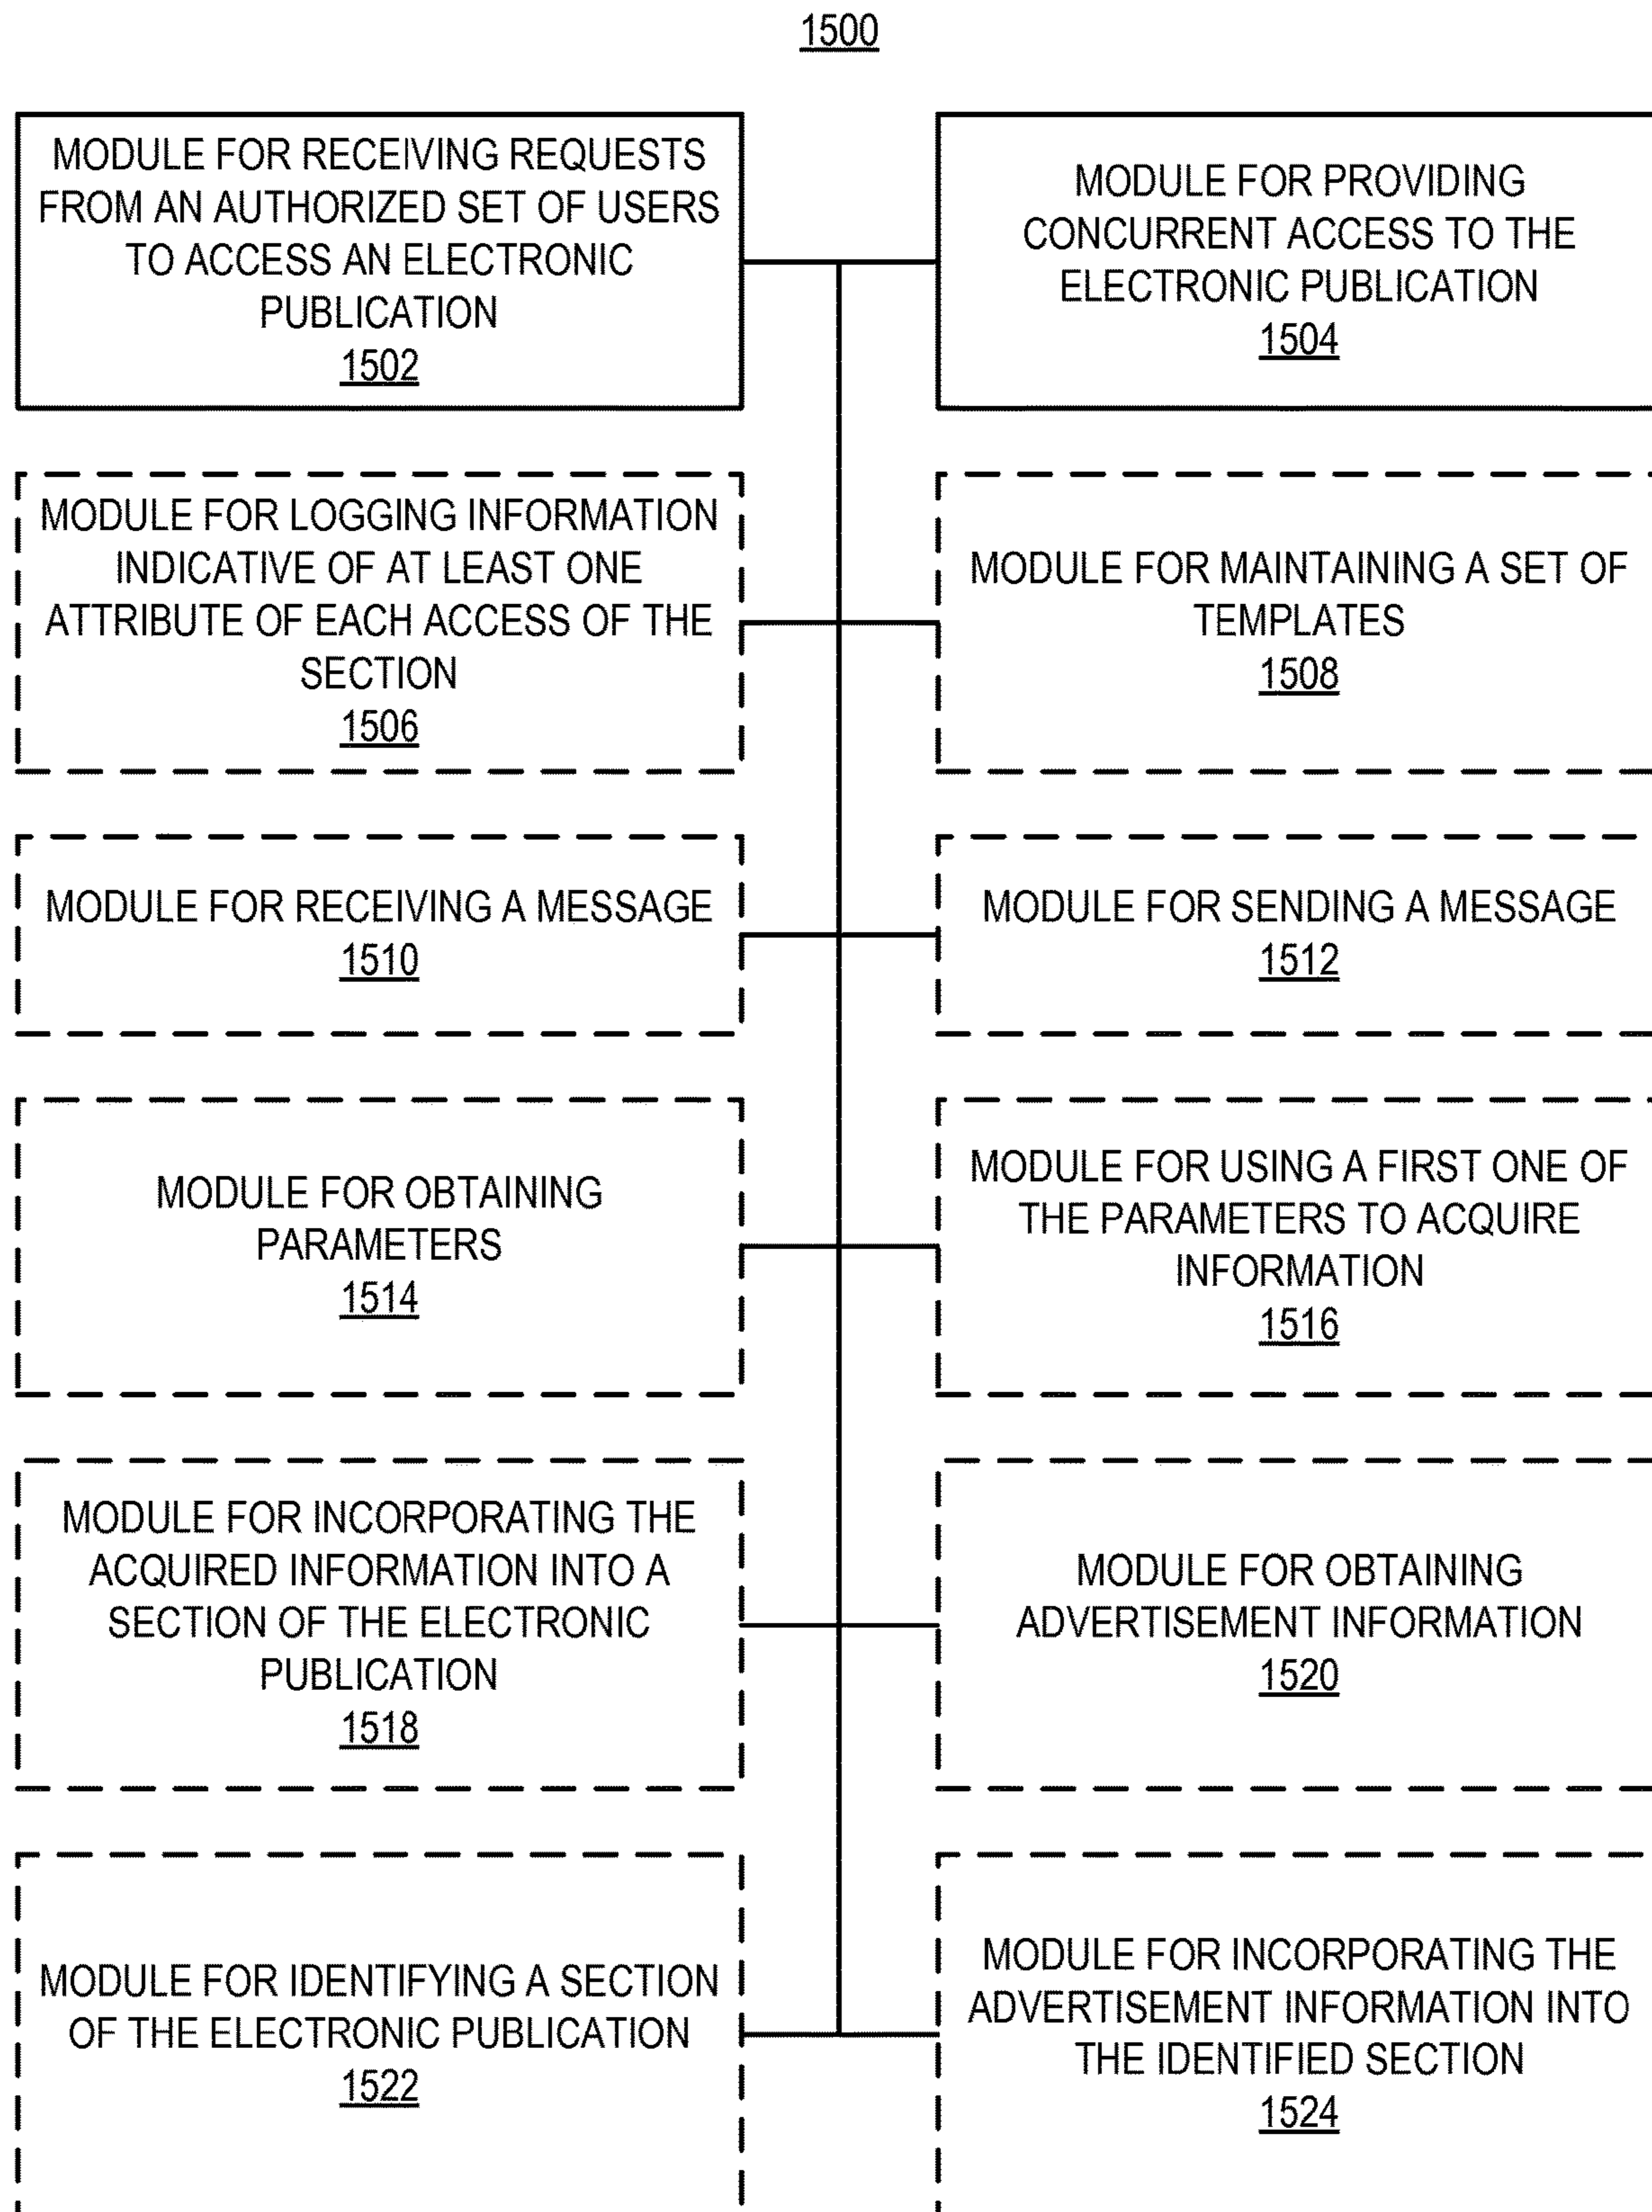 1500
MODULE FOR RECEIVING REQUESTS
FROM AN AUTHORIZED SET OF USERS
TO ACCESS AN ELECTRONIC
PUBLICATION
1502
MODULE FOR PROVIDING
CONCURRENT ACCESS TO THE
ELECTRONIC PUBLICATION
1504
MODULE FOR LOGGING INFORMATION
INDICATIVE OF AT LEAST ONE
ATTRIBUTE OF EACH ACCESS OF THE
SECTION
1506
MODULE FOR MAINTAINING A SET OF
TEMPLATES
1508
MODULE FOR RECEIVING A MESSAGE
1510
MODULE FOR SENDING A MESSAGE
1512
MODULE FOR OBTAINING
PARAMETERS
1514
MODULE FOR USING A FIRST ONE OF
THE PARAMETERS TO ACQUIRE
INFORMATION
1516
MODULE FOR INCORPORATING THE
ACQUIRED INFORMATION INTO A
SECTION OF THE ELECTRONIC
PUBLICATION
1518
MODULE FOR OBTAINING
ADVERTISEMENT INFORMATION
1520
MODULE FOR IDENTIFYING A SECTION
OF THE ELECTRONIC PUBLICATION
1522
MODULE FOR INCORPORATING THE
ADVERTISEMENT INFORMATION INTO
THE IDENTIFIED SECTION
1524